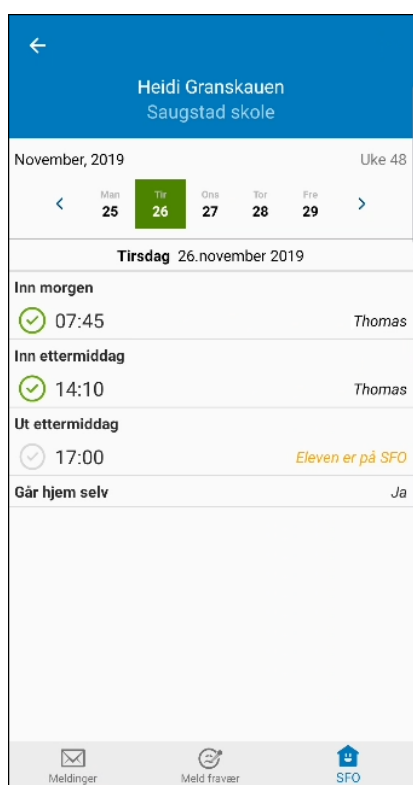 Heidi Granskauen
Saugstad skole
November, 2019 Uke 48
Man Tir Ons Tor Fre
25 26 27 28 29
Tirsdag 26.november 2019
Inn morgen
07:45 Thomas
Inn ettermiddag
14:10 Thomas
Ut ettermiddag
17:00 Eleven er på SFO
Går hjem selv Ja
Meldinger Meld fravær SFO